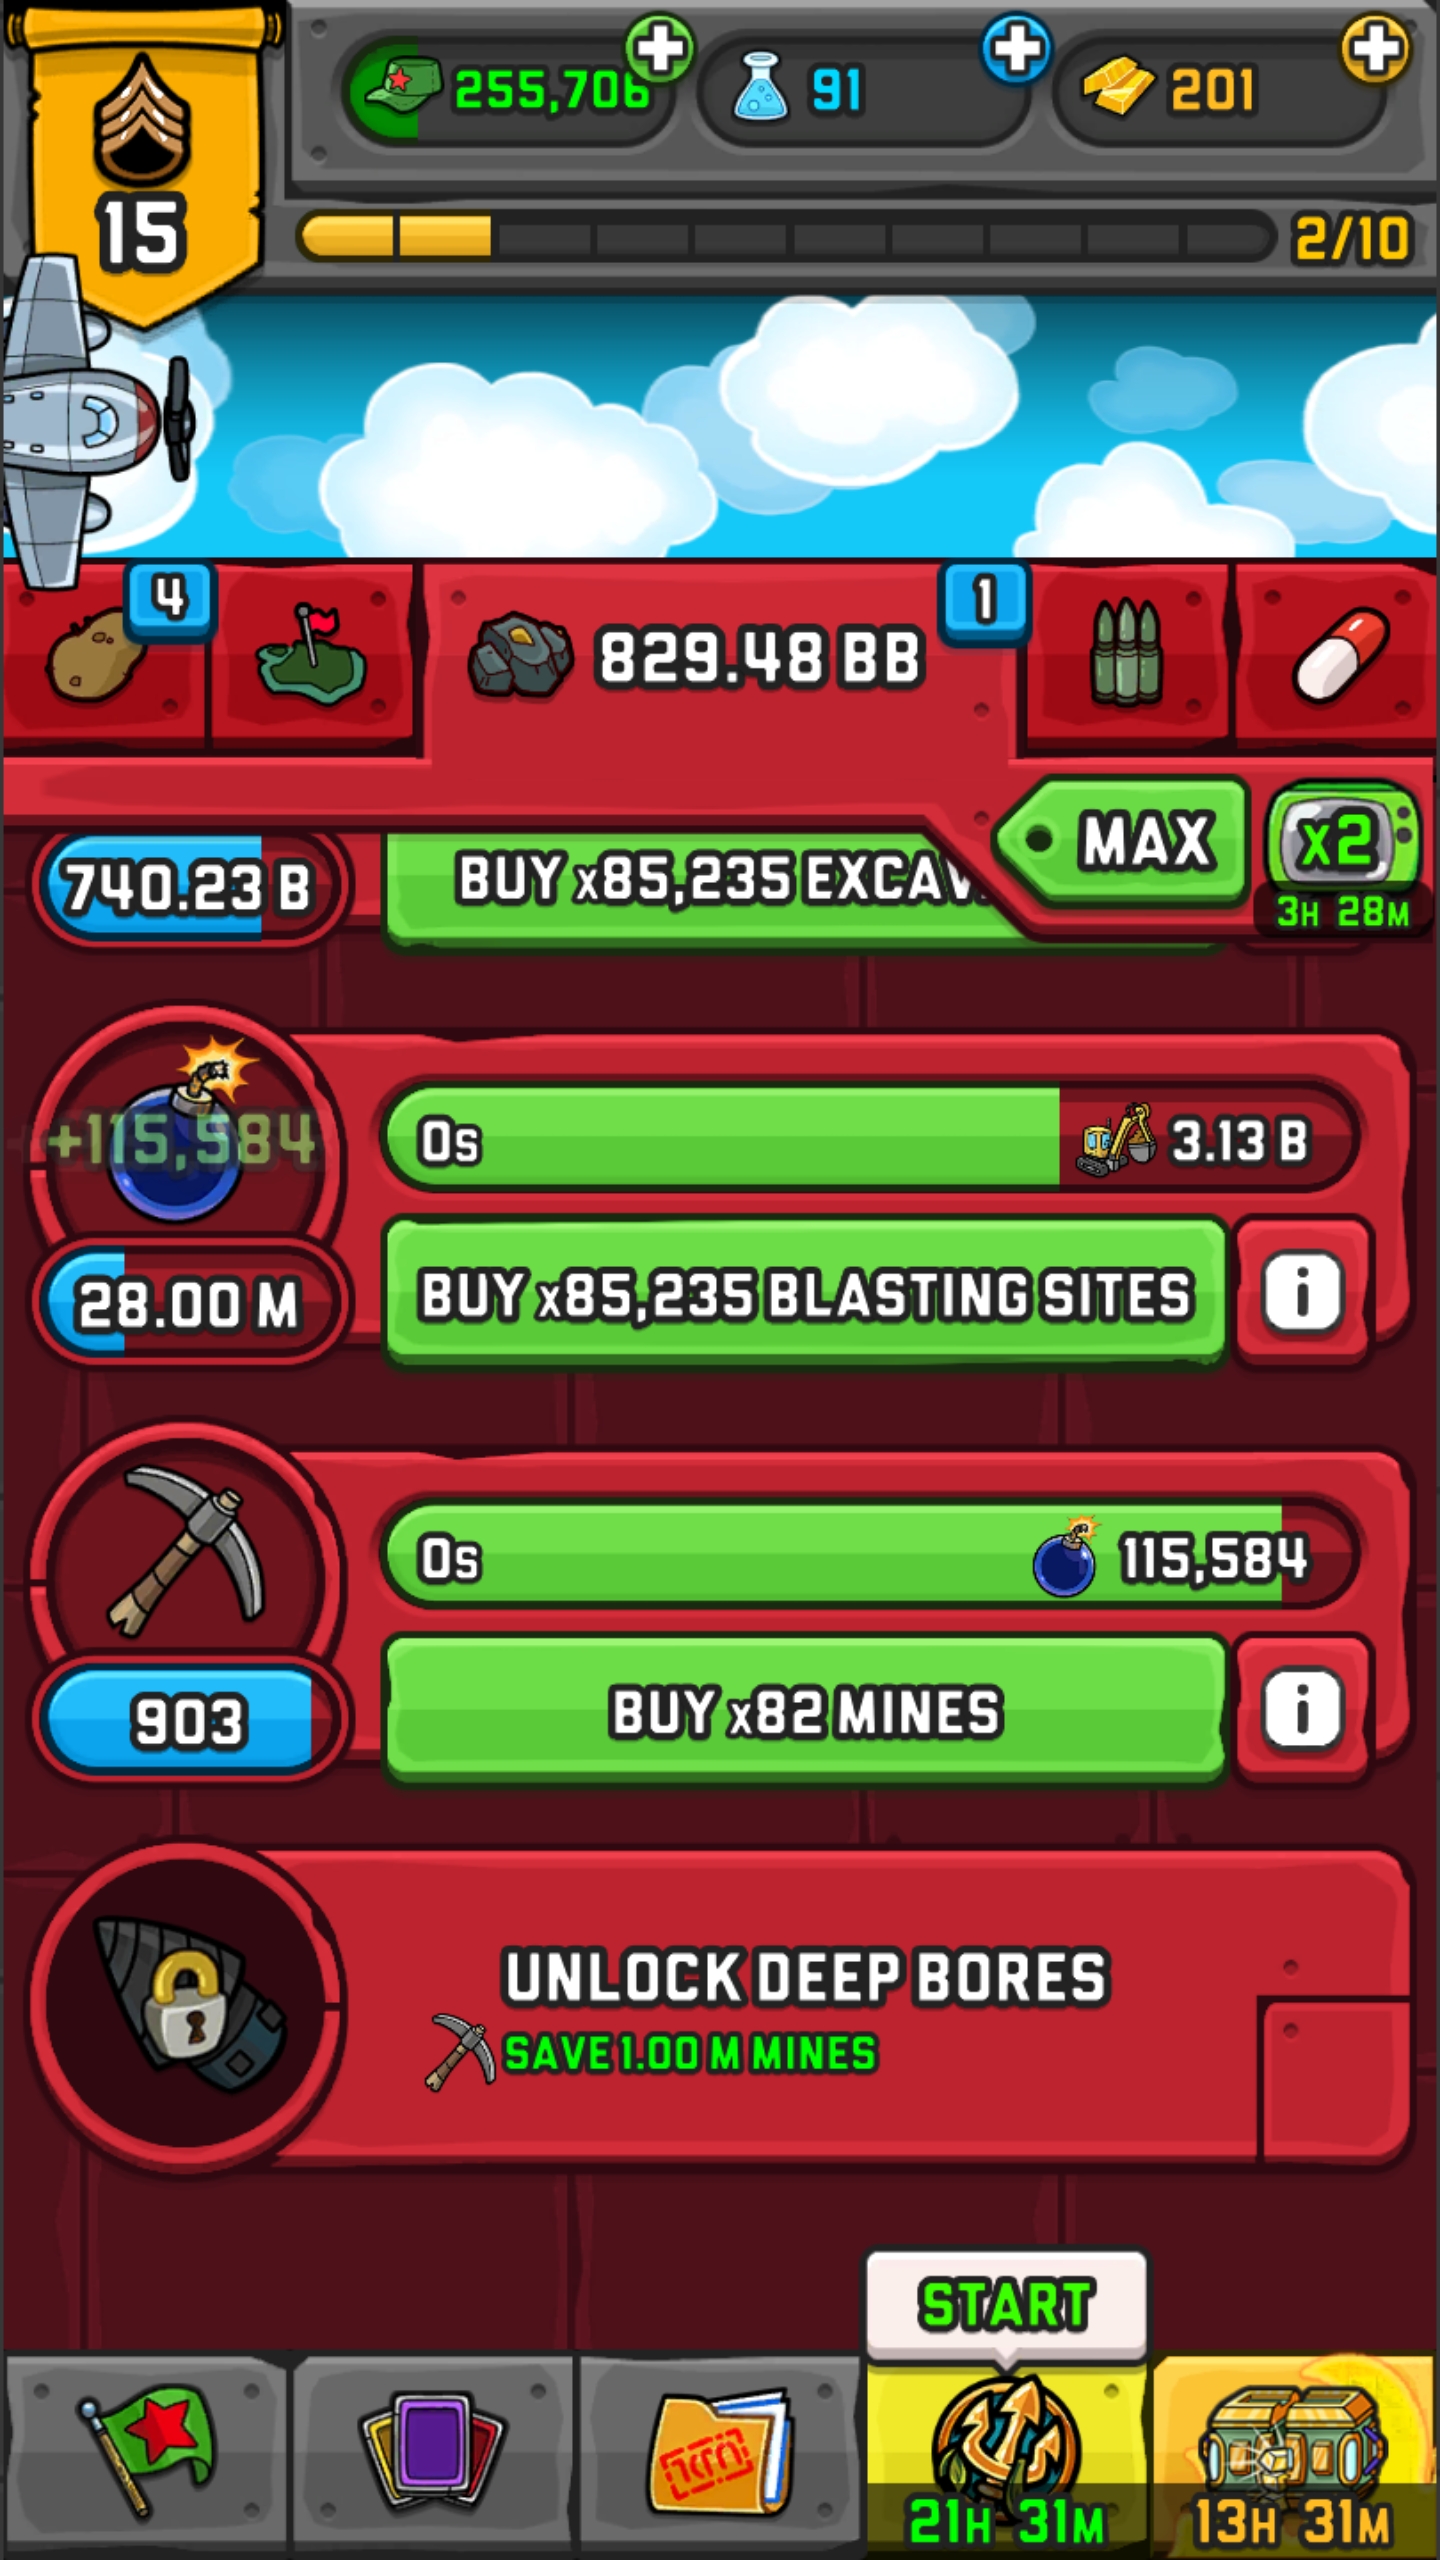 255,706
91
201
15
2/10
4
829.48 BB
1
MAX
x2
3H 28M
740.23 B
BUY x85,235 EXCAV
+115,584
0s
3.13 B
28.00 M
BUY x85,235 BLASTING SITES
i
0s
115,584
903
BUY x82 MINES
i
UNLOCK DEEP BORES
SAVE 1.00 M MINES
START
21H 31M
13H 31M